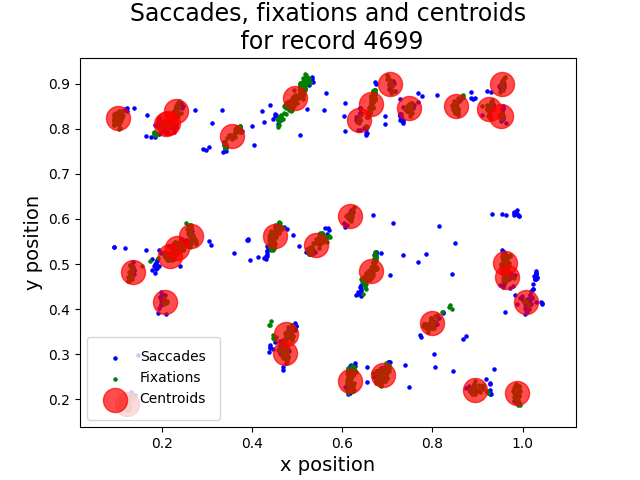 Saccades, fixations and centroids
for record 4699
0.9
0.8
0.7
0.6
0.5
0.4
0.3
0.2
y position
Saccades
Fixations
Centroids
0.2 0.4 0.6 0.8 1.0
x position